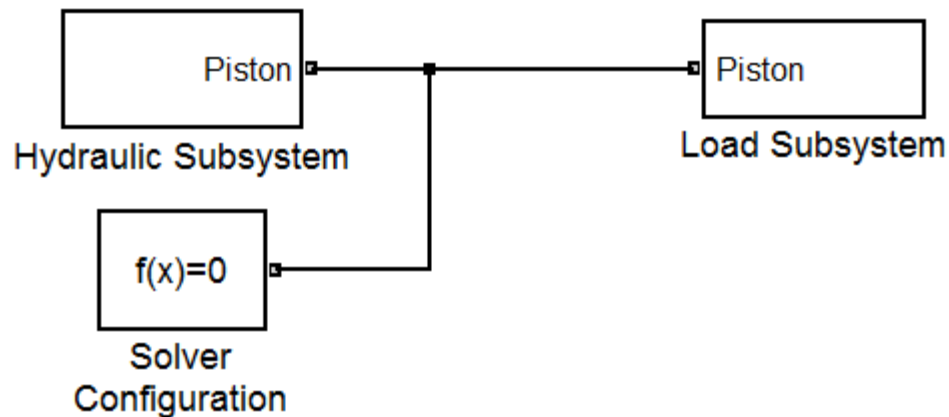 Piston
Piston
Hydraulic Subsystem
Load Subsystem
f(x)=0
Solver
Configuration